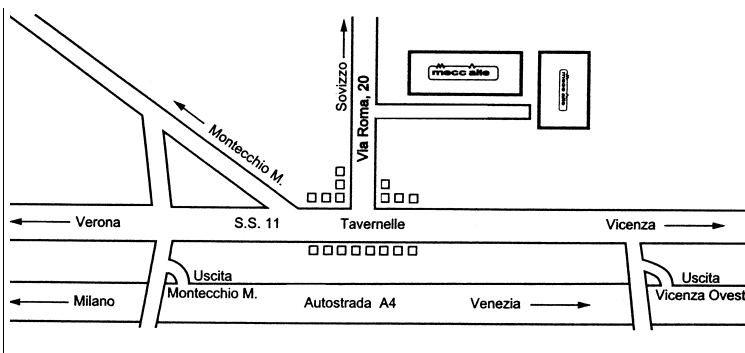 Sovizzo
Via Roma, 20
mecc alte
mecc alte
Montecchio M.
Verona
S.S. 11
Tavernelle
Vicenza
Uscita
Montecchio M.
Uscita
Vicenza Ovest
Milano
Autostrada A4
Venezia